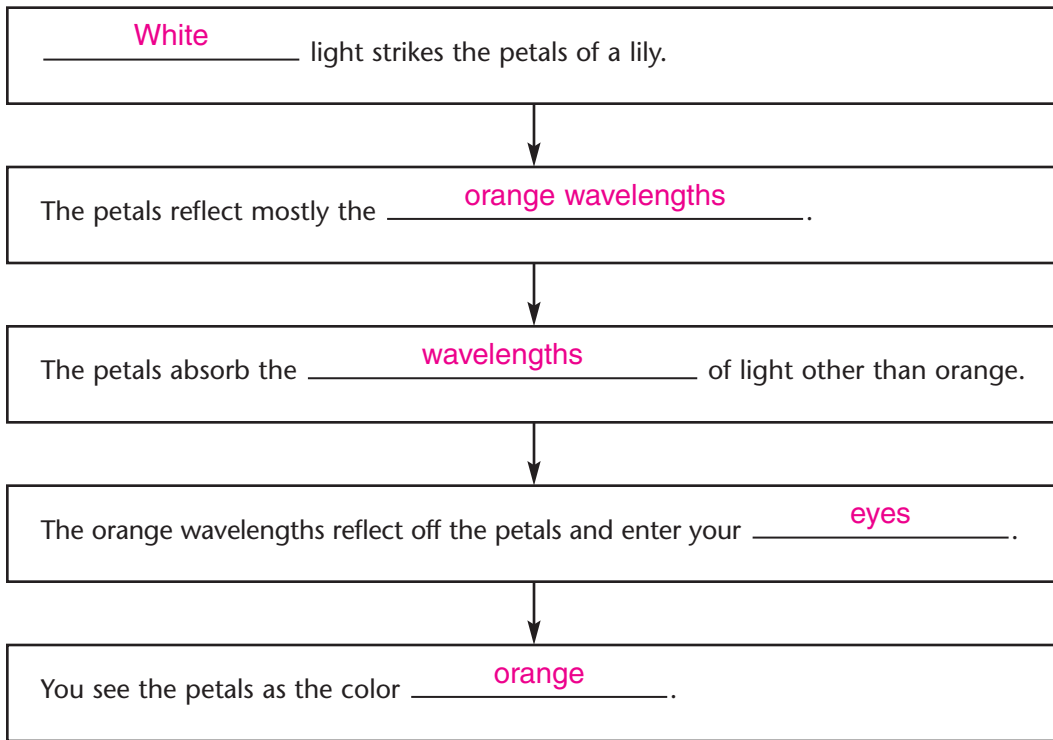 White light strikes the petals of a lily.
The petals reflect mostly the orange wavelengths.
The petals absorb the wavelengths of light other than orange.
The orange wavelengths reflect off the petals and enter your eyes.
You see the petals as the color orange.